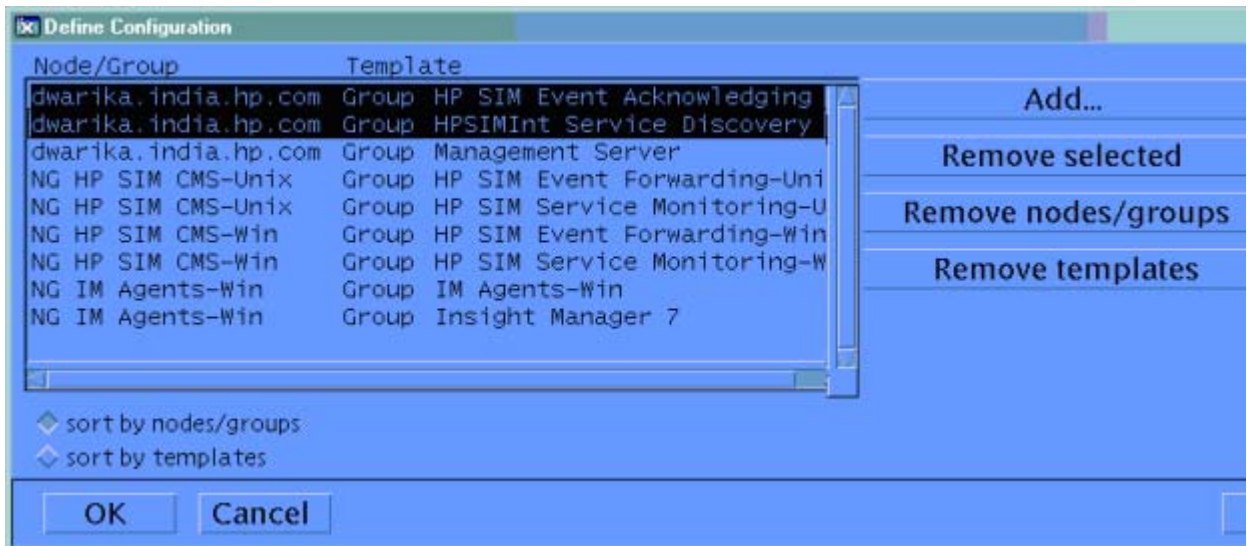 Define Configuration
Node/Group Template
dwarika.india.hp.com Group HP SIM Event Acknowledging
dwarika.india.hp.com Group HPSIMInt Service Discovery
dwarika.india.hp.com Group Management Server
NG HP SIM CMS-Unix Group HP SIM Event Forwarding-Uni
NG HP SIM CMS-Unix Group HP SIM Service Monitoring-U
NG HP SIM CMS-Win Group HP SIM Event Forwarding-Win
NG HP SIM CMS-Win Group HP SIM Service Monitoring-W
NG IM Agents-Win Group IM Agents-Win
NG IM Agents-Win Group Insight Manager 7
Add...
Remove selected
Remove nodes/groups
Remove templates
sort by nodes/groups
sort by templates
OK Cancel